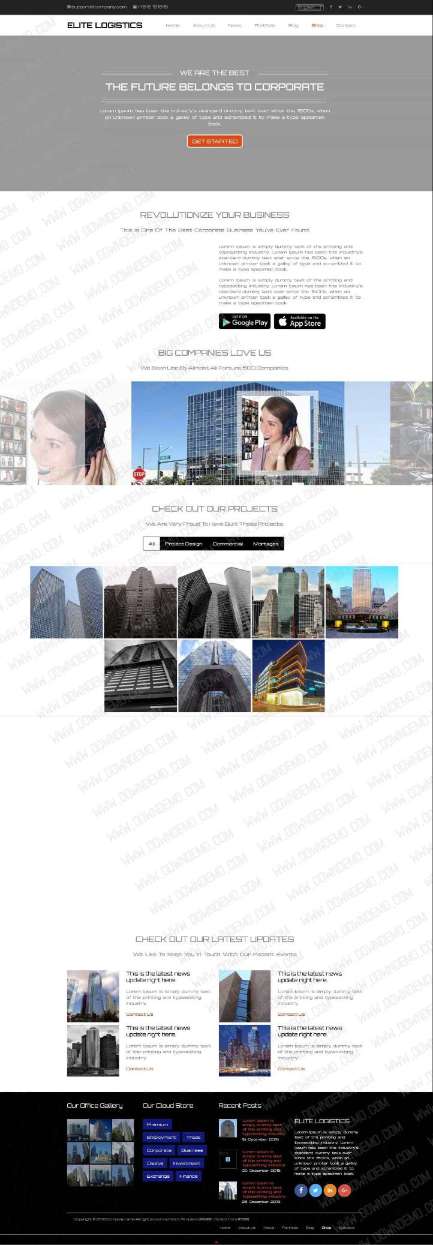 ELITE LOGISTICS
Home About Us News Portfolio Blog Shop Contact
WE ARE THE BEST
THE FUTURE BELONGS TO CORPORATE
Lorem Ipsum has been the industry's standard dummy text ever since the 1500s, when
an unknown printer took a galley of type and scrambled it to make a type specimen
book.
GET STARTED
REVOLUTIONIZE YOUR BUSINESS
This is One Of The Best Corporate Business You've Ever Found
Lorem Ipsum is simply dummy text of the printing and
typesetting industry. Lorem Ipsum has been the industry's
standard dummy text ever since the 1500s, when an
unknown printer took a galley of type and scrambled it to
make a type specimen book.
Lorem Ipsum is simply dummy text of the printing and
typesetting industry. Lorem Ipsum has been the industry's
standard dummy text ever since the 1500s, when an
unknown printer took a galley of type and scrambled it to
make a type specimen book.
GET IT ON
Google Play
Available on the
App Store
BIG COMPANIES LOVE US
We Been Use By Almost All Fortune 500 Companies
STOP
CHECK OUT OUR PROJECTS
We Are Very Proud To Have Built These Projects
All Project Design Commercial Mortages
WWW.DOWNDEMO.COM
CHECK OUT OUR LATEST UPDATES
We Like To Keep You In Touch With Our Recent Events
This is the latest news
update right here.
Lorem Ipsum is simply dummy text
of the printing and typesetting
industry.
Contact Us
This is the latest news
update right here.
Lorem Ipsum is simply dummy text
of the printing and typesetting
industry.
Contact Us
This is the latest news
update right here.
Lorem Ipsum is simply dummy text
of the printing and typesetting
industry.
Contact Us
This is the latest news
update right here.
Lorem Ipsum is simply dummy text
of the printing and typesetting
industry.
Contact Us
Our Office Gallery
Our Cloud Store
Premium
Employment Trade
Corporate Business
Creative Investment
Exchange Finance
Recent Posts
Lorem Ipsum is
simply dummy text
of the printing and
typesetting industry
Lorem Ipsum is
simply dummy text
of the printing and
typesetting industry
Lorem Ipsum is
simply dummy text
of the printing and
typesetting industry
ELITE LOGISTICS
Lorem Ipsum is simply dummy
text of the printing and
typesetting industry. Lorem
Ipsum has been the industry's
standard dummy text ever
since the 1500s, when an
unknown printer took a galley
of type and scrambled it to
make a type specimen book.
Home About Us News Portfolio Blog Shop Contact